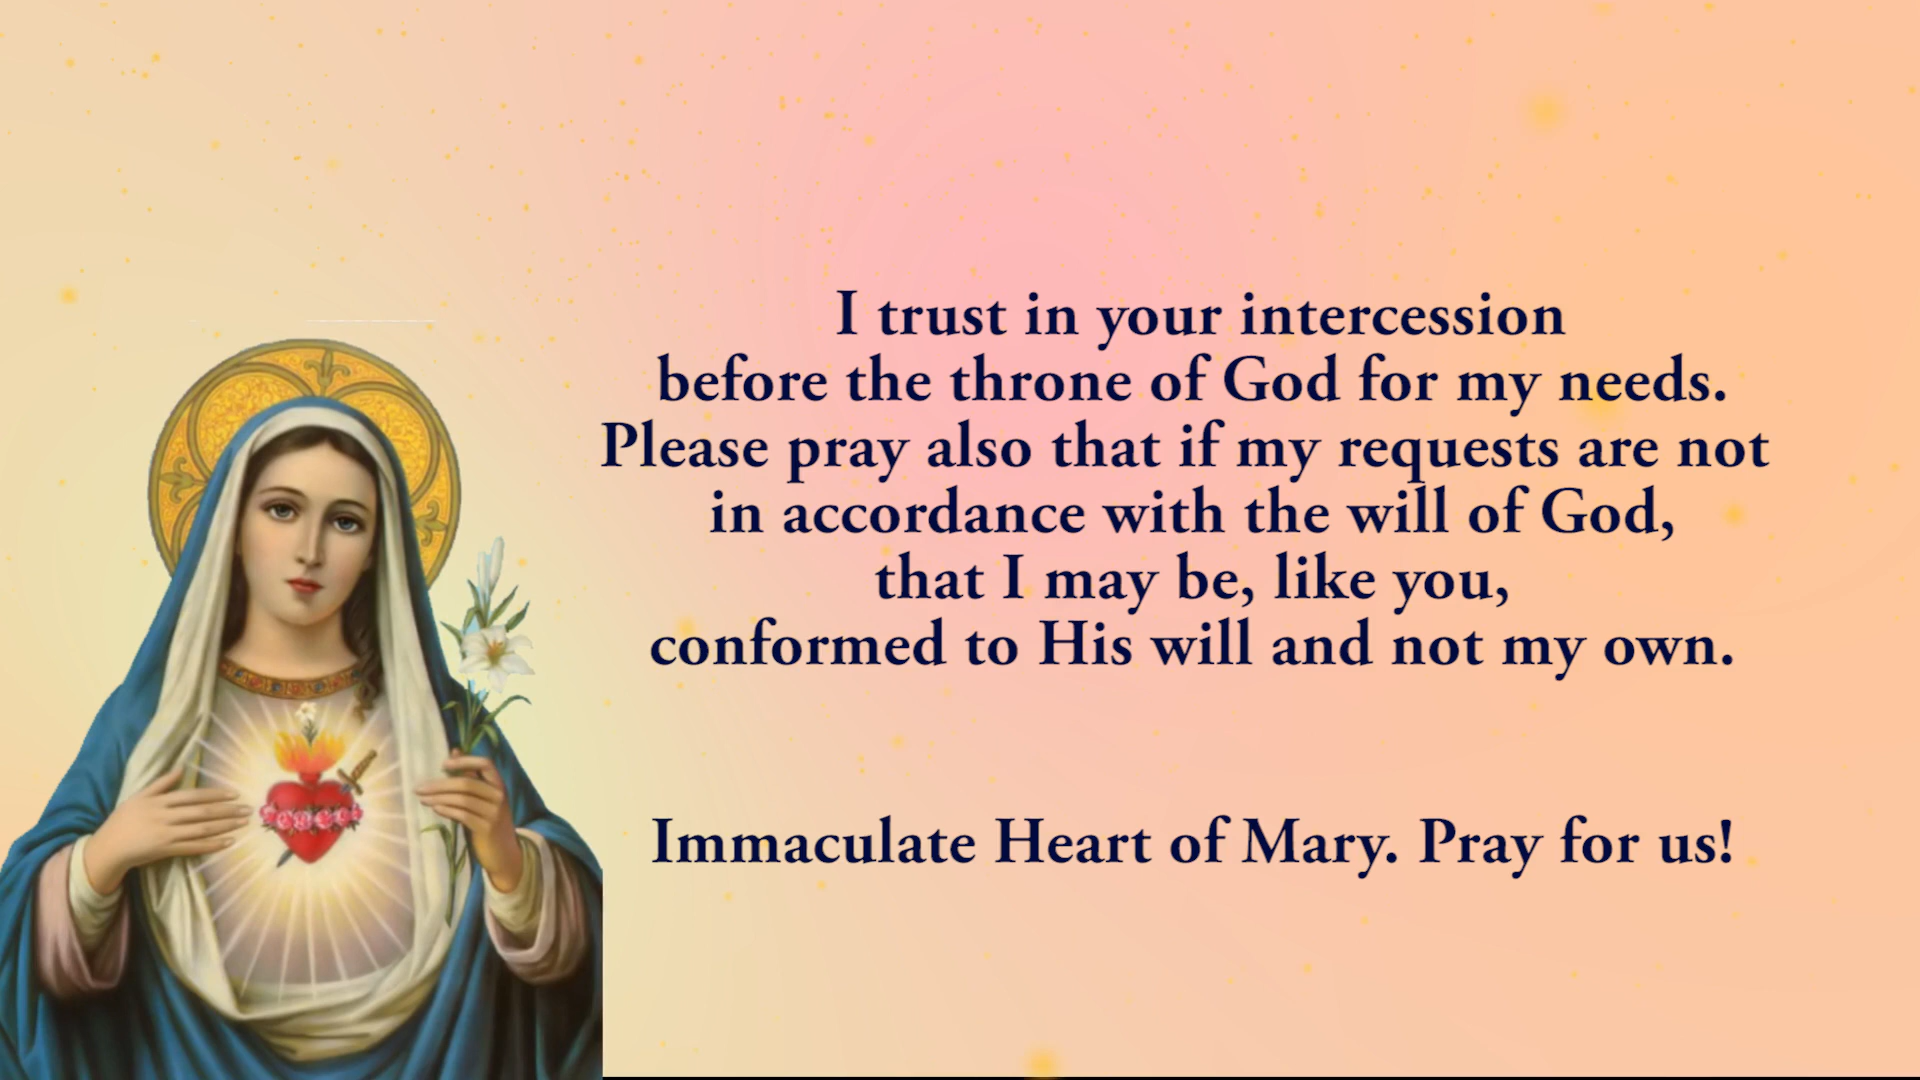 I trust in your intercession
before the throne of God for my needs.
Please pray also that if my requests are not
in accordance with the will of God,
that I may be, like you,
conformed to His will and not my own.
Immaculate Heart of Mary. Pray for us!